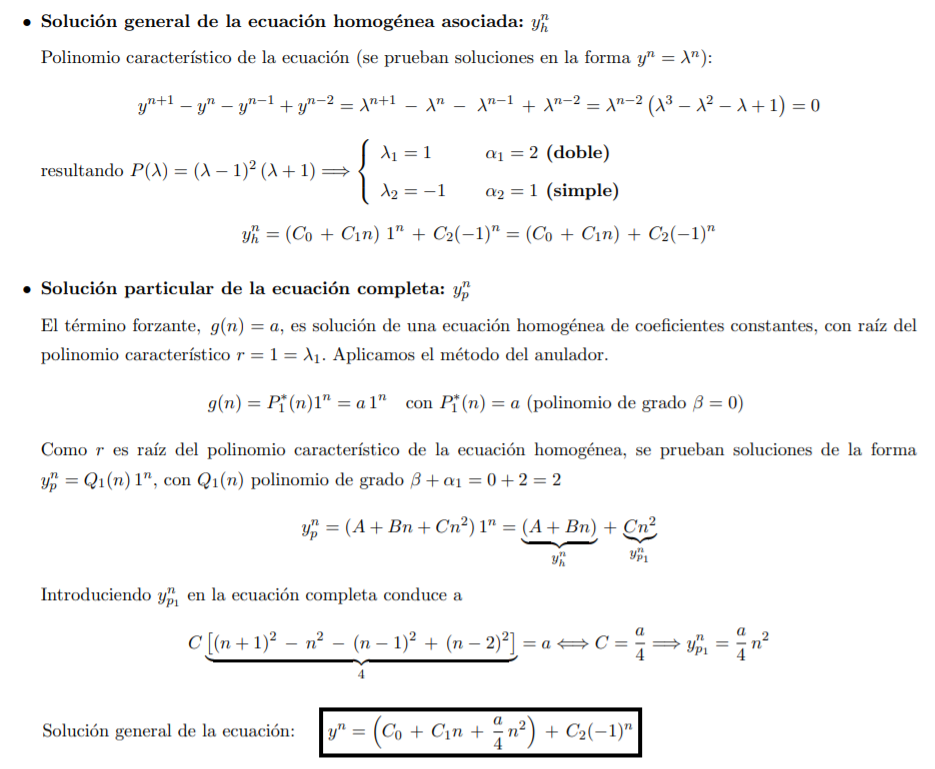 • Solución general de la ecuación homogénea asociada: $y_h^n$
Polinomio característico de la ecuación (se prueban soluciones en la forma $y^n = \lambda^n$):
$y^{n+1} - y^n - y^{n-1} + y^{n-2} = \lambda^{n+1} - \lambda^n - \lambda^{n-1} + \lambda^{n-2} = \lambda^{n-2}\left(\lambda^3 - \lambda^2 - \lambda + 1\right) = 0$
resultando $P(\lambda) = (\lambda - 1)^2 (\lambda + 1) \Longrightarrow \begin{cases} \lambda_1 = 1 & \alpha_1 = 2 \textbf{ (doble)} \\ \lambda_2 = -1 & \alpha_2 = 1 \textbf{ (simple)} \end{cases}$
$y_h^n = (C_0 + C_1 n)\ 1^n + C_2(-1)^n = (C_0 + C_1 n) + C_2(-1)^n$
• Solución particular de la ecuación completa: $y_p^n$
El término forzante, $g(n) = a$, es solución de una ecuación homogénea de coeficientes constantes, con raíz del
polinomio característico $r = 1 = \lambda_1$. Aplicamos el método del anulador.
$g(n) = P_1^*(n)1^n = a\,1^n$ con $P_1^*(n) = a$ (polinomio de grado $\beta = 0$)
Como $r$ es raíz del polinomio característico de la ecuación homogénea, se prueban soluciones de la forma
$y_p^n = Q_1(n)\,1^n$, con $Q_1(n)$ polinomio de grado $\beta + \alpha_1 = 0 + 2 = 2$
$y_p^n = (A + Bn + Cn^2)\,1^n = \underbrace{(A + Bn)}_{y_h^n} + \underbrace{Cn^2}_{y_{p_1}^n}$
Introduciendo $y_{p_1}^n$ en la ecuación completa conduce a
$C\underbrace{\left[(n+1)^2 - n^2 - (n-1)^2 + (n-2)^2\right]}_{4} = a \Longleftrightarrow C = \frac{a}{4} \Longrightarrow y_{p_1}^n = \frac{a}{4}\,n^2$
Solución general de la ecuación: $y^n = \left(C_0 + C_1 n + \frac{a}{4}\,n^2\right) + C_2(-1)^n$